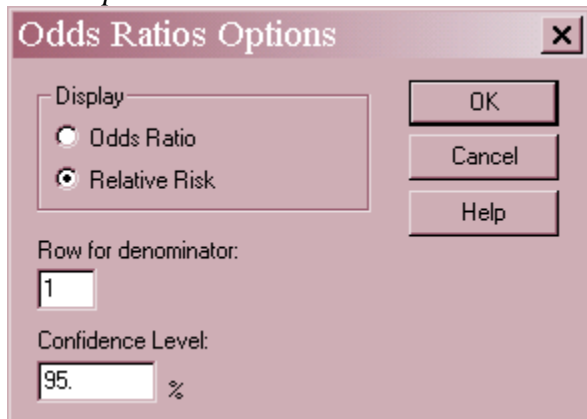 Odds Ratios Options
Display
Odds Ratio
Relative Risk
OK
Cancel
Help
Row for denominator:
1
Confidence Level:
95. %